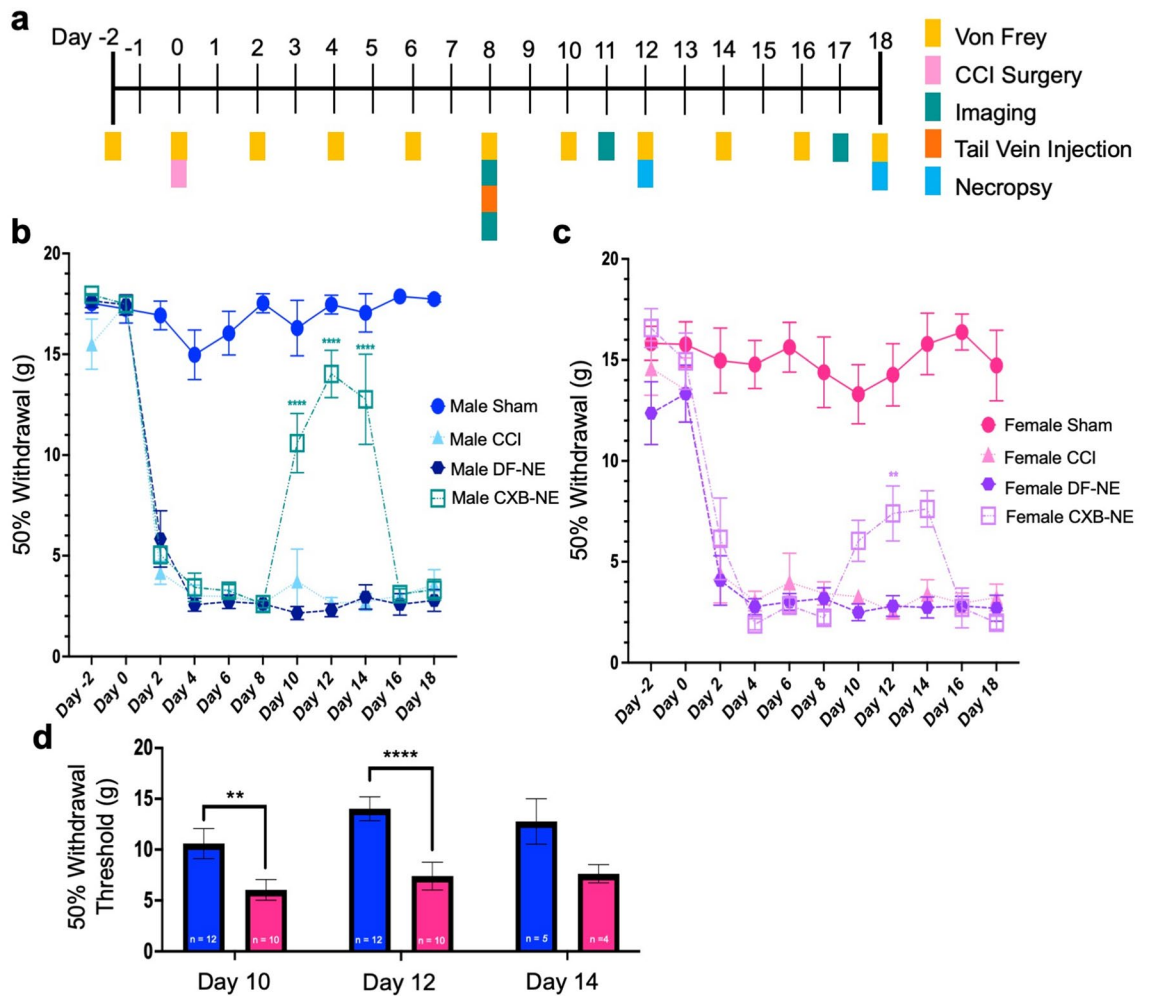 a
Day -2 -1 0 1 2 3 4 5 6 7 8 9 10 11 12 13 14 15 16 17 18
Von Frey
CCI Surgery
Imaging
Tail Vein Injection
Necropsy
b
50% Withdrawal (g)
20
15
10
5
0
****
****
****
Male Sham
Male CCI
Male DF-NE
Male CXB-NE
Day -2 Day 0 Day 2 Day 4 Day 6 Day 8 Day 10 Day 12 Day 14 Day 16 Day 18
c
50% Withdrawal (g)
20
15
10
5
0
**
Female Sham
Female CCI
Female DF-NE
Female CXB-NE
Day -2 Day 0 Day 2 Day 4 Day 6 Day 8 Day 10 Day 12 Day 14 Day 16 Day 18
d
50% Withdrawal
Threshold (g)
20
15
10
5
0
**
****
n = 12 n = 10 n = 12 n = 10 n = 5 n =4
Day 10 Day 12 Day 14